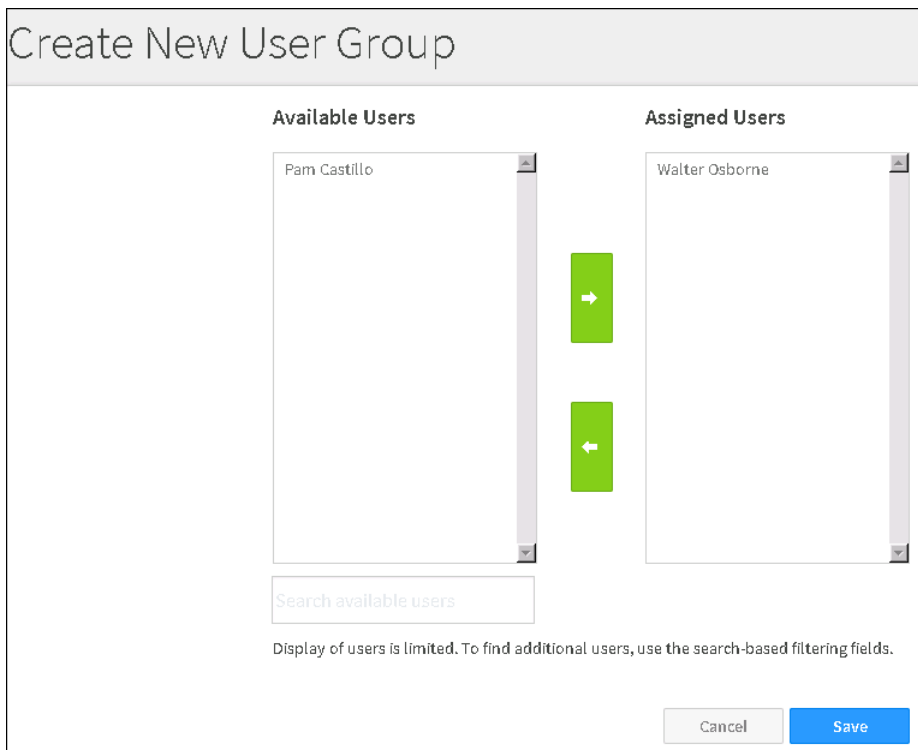 Create New User Group
Available Users
Assigned Users
Pam Castillo
Walter Osborne
Search available users
Display of users is limited. To find additional users, use the search-based filtering fields.
Cancel
Save